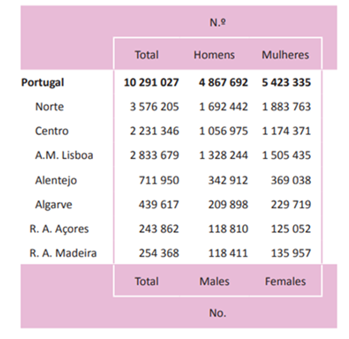 N.º
Total Homens Mulheres
Portugal 10 291 027 4 867 692 5 423 335
Norte 3 576 205 1 692 442 1 883 763
Centro 2 231 346 1 056 975 1 174 371
A.M. Lisboa 2 833 679 1 328 244 1 505 435
Alentejo 711 950 342 912 369 038
Algarve 439 617 209 898 229 719
R. A. Açores 243 862 118 810 125 052
R. A. Madeira 254 368 118 411 135 957
Total Males Females
No.